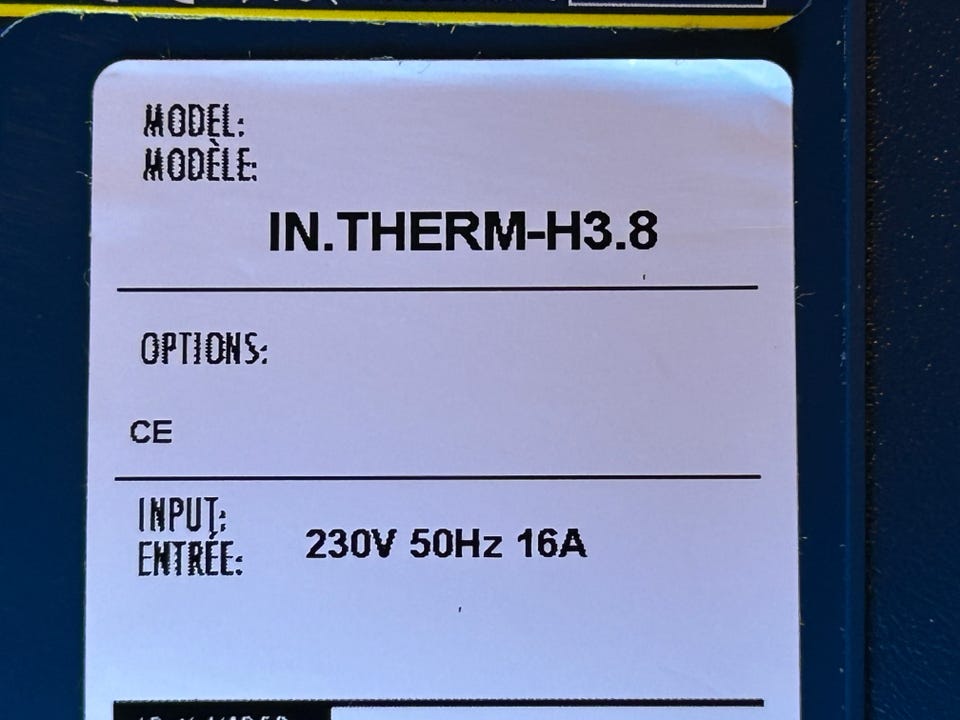 MODEL:
MODÈLE:
IN.THERM-H3.8
OPTIONS:
CE
INPUT:
ENTRÉE:
230V 50Hz 16A